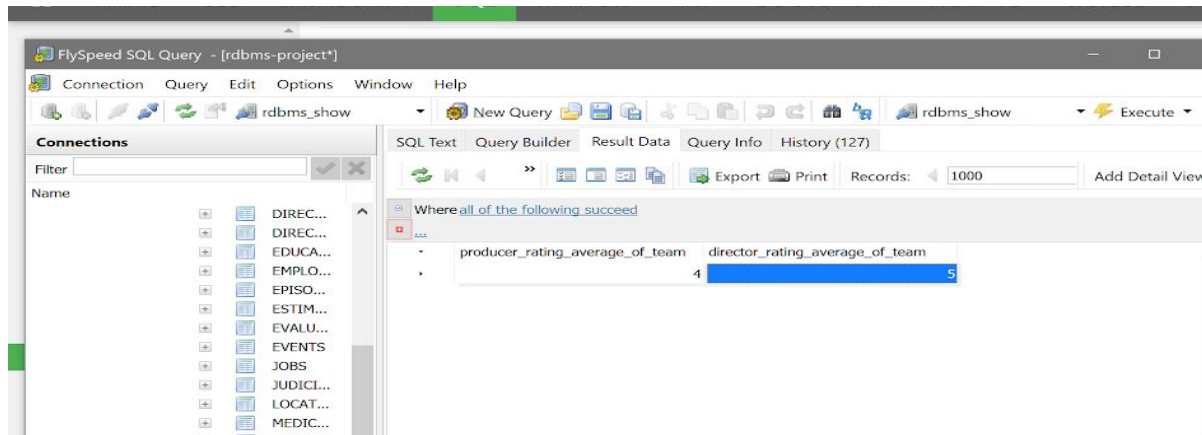 FlySpeed SQL Query - [rdbms-project*]
Connection Query Edit Options Window Help
rdbms_show New Query rdbms_show Execute
Connections
SQL Text Query Builder Result Data Query Info History (127)
Filter
» Export Print Records: 1000 Add Detail View
Name
Where all of the following succeed
...
producer_rating_average_of_team director_rating_average_of_team
4 5
DIREC...
DIREC...
EDUCA...
EMPLO...
EPISO...
ESTIM...
EVALU...
EVENTS
JOBS
JUDICI...
LOCAT...
MEDIC...